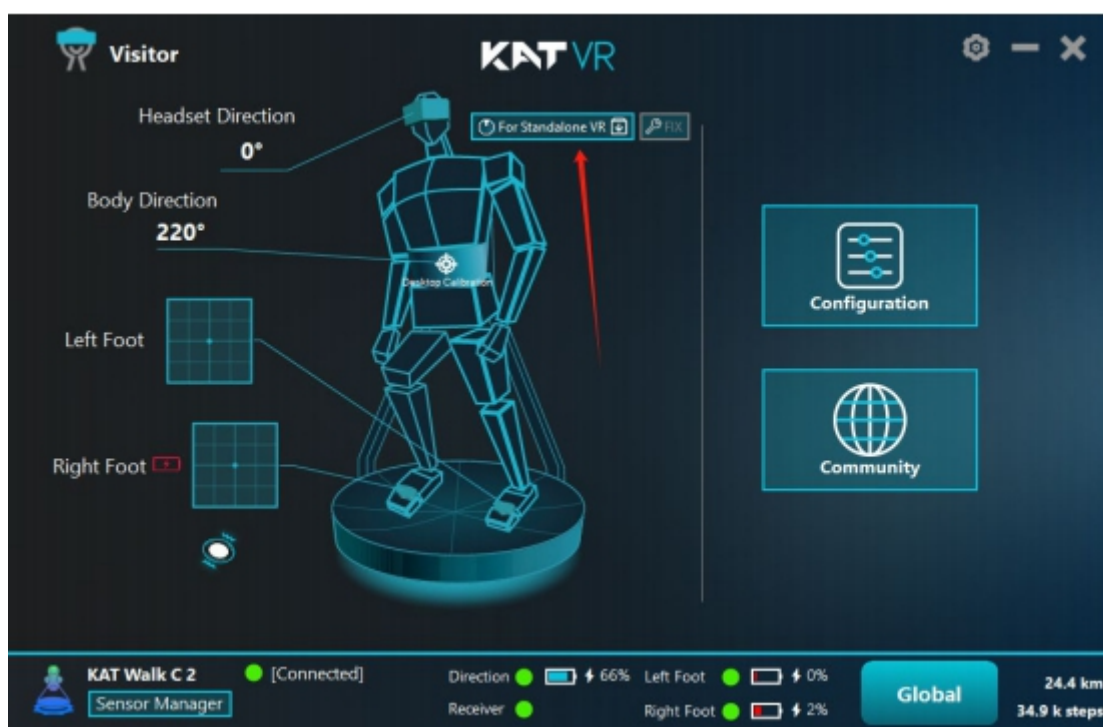 Visitor
KAT VR
Headset Direction
0°
For Standalone VR
FIX
Body Direction
220°
Desktop Calibration
Left Foot
Right Foot
Configuration
Community
KAT Walk C 2
[Connected]
Sensor Manager
Direction 66%
Left Foot 0%
Receiver
Right Foot 2%
Global
24.4 km
34.9 k steps